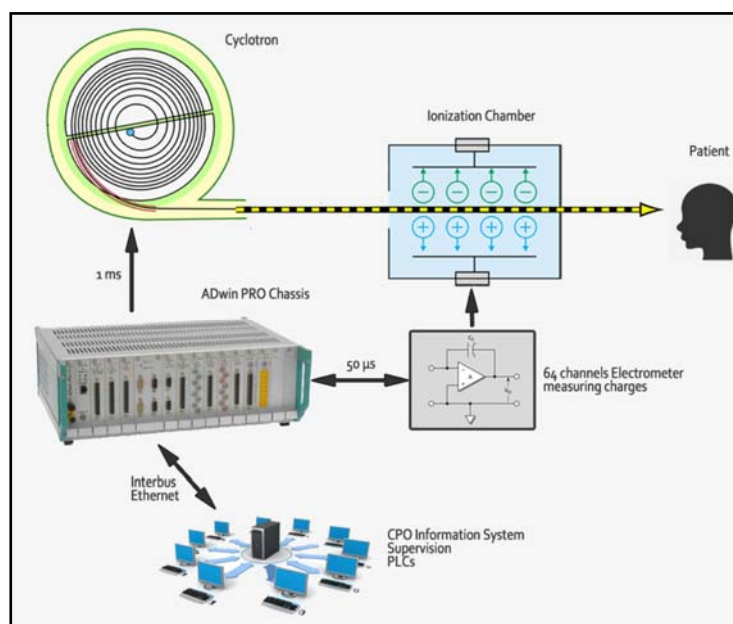 Cyclotron
Ionization Chamber
Patient
1 ms
ADwin PRO Chassis
50 µs
64 channels Electrometer
measuring charges
Interbus
Ethernet
CPO Information System
Supervision
PLCs